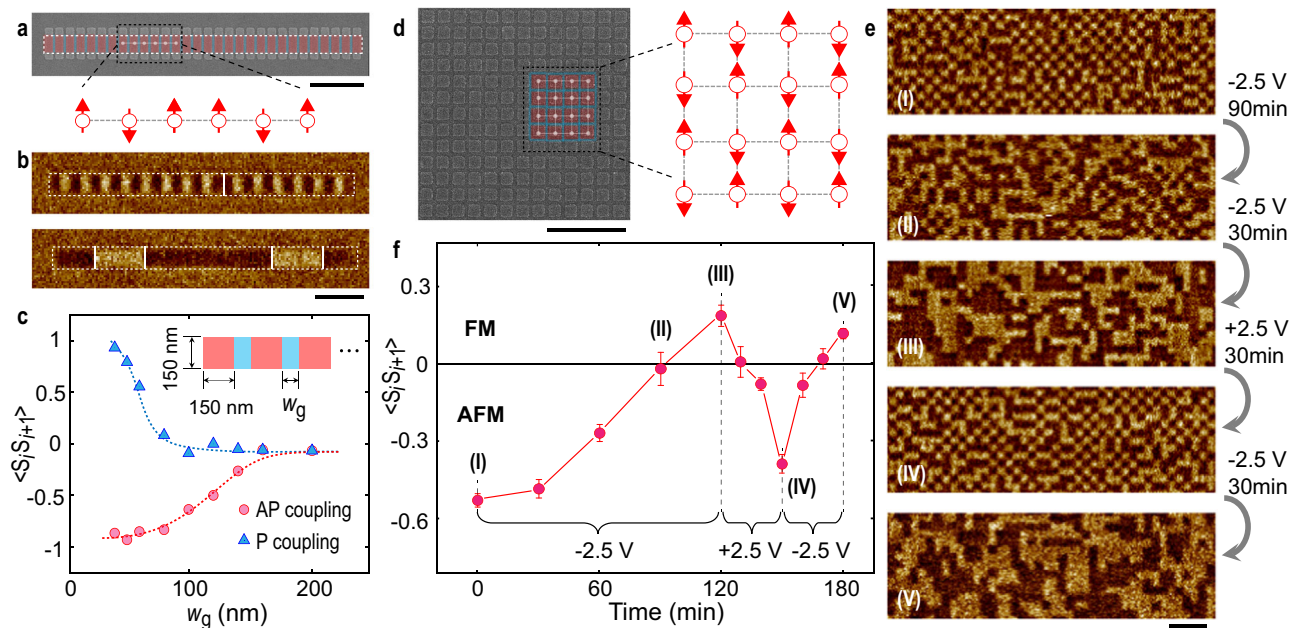 a
b
c
<SiSi+1>
1
0.5
0
-0.5
-1
150 nm
150 nm
wg
...
AP coupling
P coupling
0
100
200
wg (nm)
d
f
<SiSi+1>
0.3
0
-0.3
-0.6
FM
AFM
(I)
(II)
(III)
(IV)
(V)
-2.5 V
+2.5 V
-2.5 V
0
60
120
180
Time (min)
e
(I)
-2.5 V
90min
(II)
-2.5 V
30min
(III)
+2.5 V
30min
(IV)
-2.5 V
30min
(V)